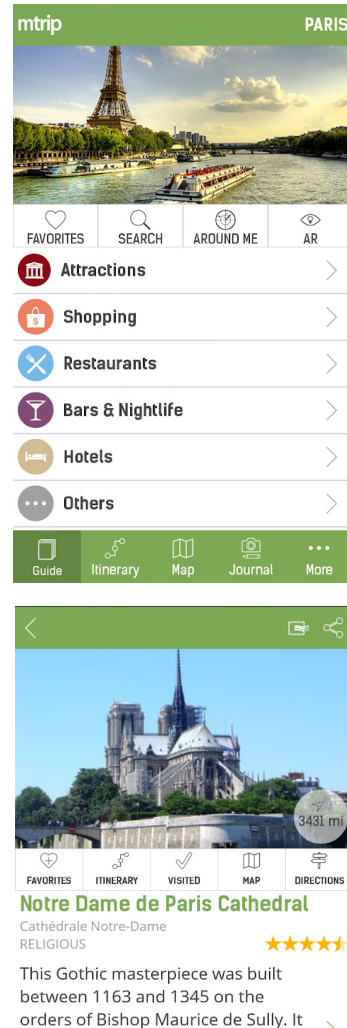 mtrip PARIS
FAVORITES SEARCH AROUND ME AR
Attractions
Shopping
Restaurants
Bars & Nightlife
Hotels
Others
Guide Itinerary Map Journal More
3431 mi
FAVORITES ITINERARY VISITED MAP DIRECTIONS
Notre Dame de Paris Cathedral
Cathédrale Notre-Dame
RELIGIOUS
This Gothic masterpiece was built
between 1163 and 1345 on the
orders of Bishop Maurice de Sully. It